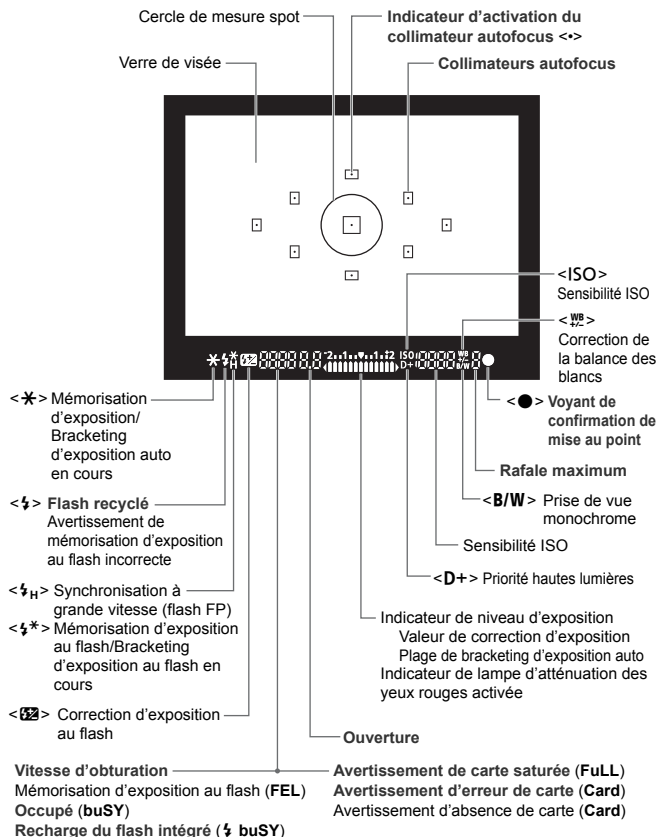 Cercle de mesure spot
Indicateur d’activation du
collimateur autofocus <•>
Verre de visée
Collimateurs autofocus
<ISO>
Sensibilité ISO
<WB +/->
Correction de
la balance des
blancs
-2..1..▼..1..+2 ISO
D+ B/W
<✱> Mémorisation
d’exposition/
Bracketing
d’exposition auto
en cours
<●> Voyant de
confirmation de
mise au point
Rafale maximum
<B/W> Prise de vue
monochrome
<⚡> Flash recyclé
Avertissement de
mémorisation d’exposition
au flash incorrecte
Sensibilité ISO
<D+> Priorité hautes lumières
<⚡H> Synchronisation à
grande vitesse (flash FP)
<⚡*> Mémorisation d’exposition
au flash/Bracketing
d’exposition au flash en
cours
Indicateur de niveau d’exposition
Valeur de correction d’exposition
Plage de bracketing d’exposition auto
Indicateur de lampe d’atténuation des
yeux rouges activée
Correction d’exposition
au flash
Ouverture
Vitesse d’obturation
Mémorisation d’exposition au flash (FEL)
Occupé (buSY)
Recharge du flash intégré (⚡ buSY)
Avertissement de carte saturée (FuLL)
Avertissement d’erreur de carte (Card)
Avertissement d’absence de carte (Card)